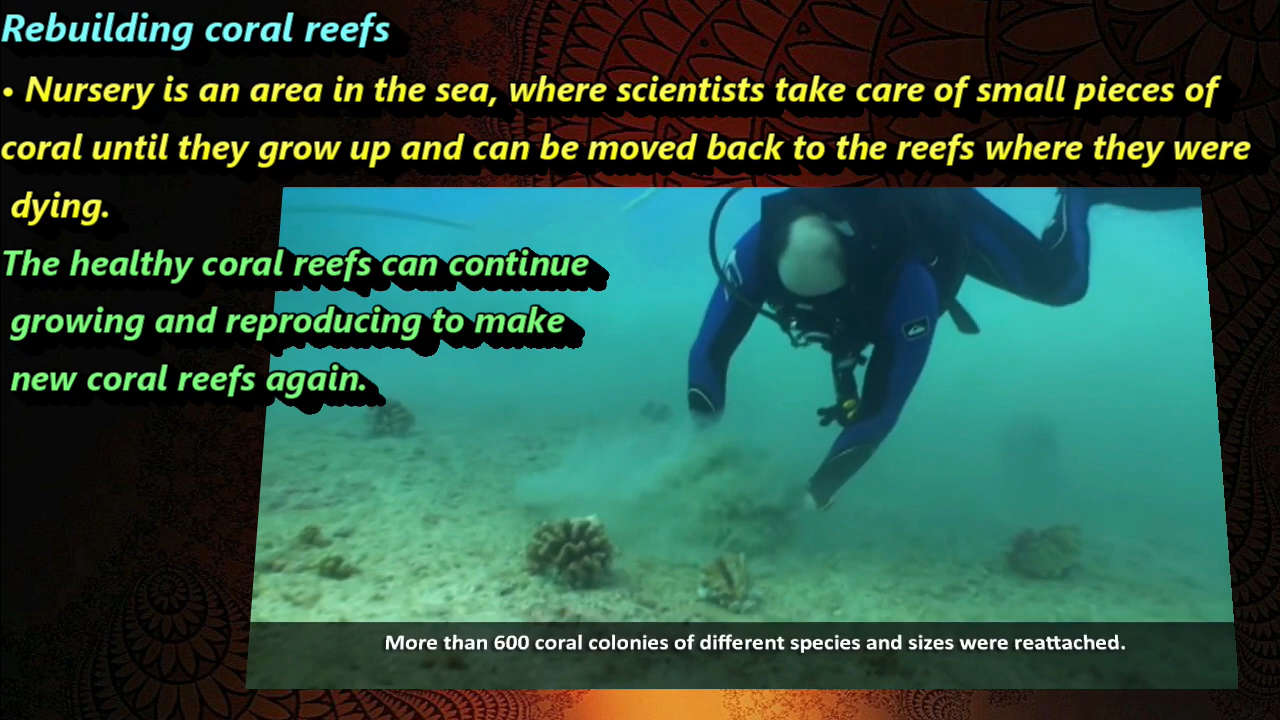 Rebuilding coral reefs
• Nursery is an area in the sea, where scientists take care of small pieces of
coral until they grow up and can be moved back to the reefs where they were
dying.
The healthy coral reefs can continue
growing and reproducing to make
new coral reefs again.
More than 600 coral colonies of different species and sizes were reattached.